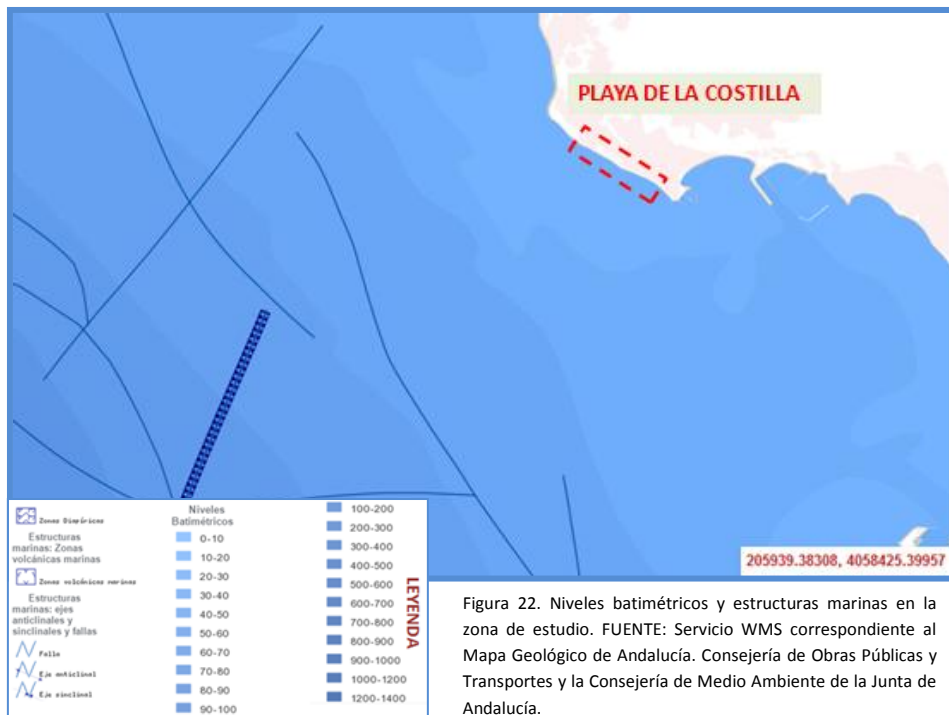 PLAYA DE LA COSTILLA
205939.38308, 4058425.39957
Zonas Diapíricas
Estructuras
marinas: Zonas
volcánicas marinas
Zonas volcánicas marinas
Estructuras
marinas: ejes
anticlinales y
sinclinales y fallas
Falla
Eje anticlinal
Eje sinclinal
Niveles
Batimétricos
0-10
10-20
20-30
30-40
40-50
50-60
60-70
70-80
80-90
90-100
100-200
200-300
300-400
400-500
500-600
600-700
700-800
800-900
900-1000
1000-1200
1200-1400
LEYENDA
Figura 22. Niveles batimétricos y estructuras marinas en la
zona de estudio. FUENTE: Servicio WMS correspondiente al
Mapa Geológico de Andalucía. Consejería de Obras Públicas y
Transportes y la Consejería de Medio Ambiente de la Junta de
Andalucía.